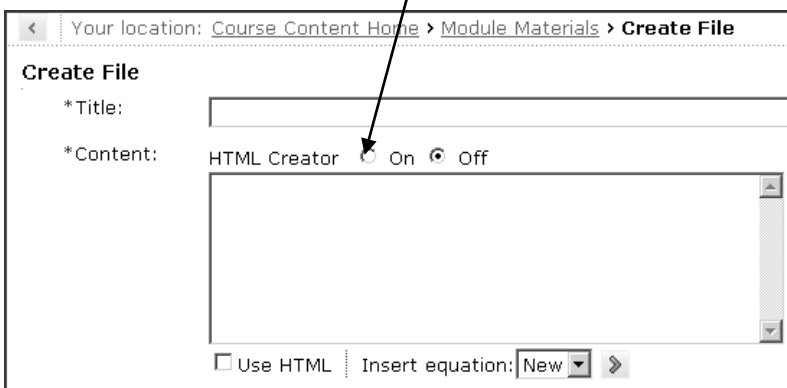 Your location: Course Content Home › Module Materials › Create File
Create File
*Title:
*Content: HTML Creator On Off
Use HTML Insert equation: New